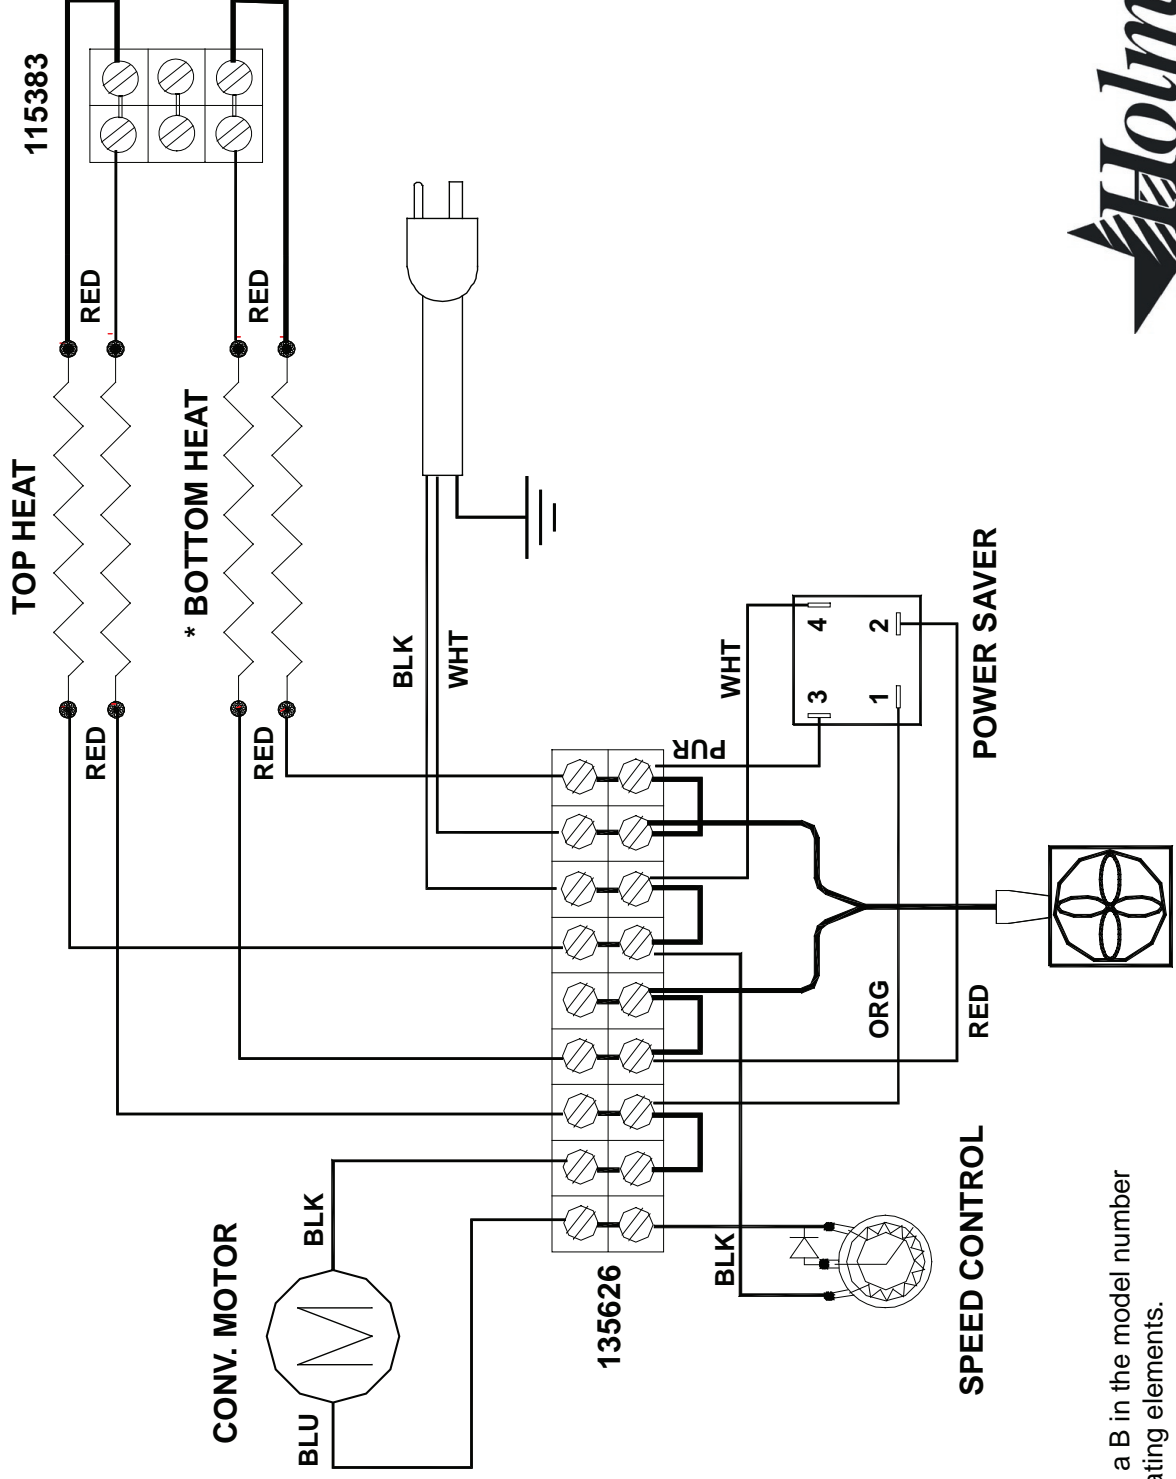 115383
TOP HEAT
RED
RED
* BOTTOM HEAT
RED
RED
BLK
WHT
CONV. MOTOR
BLK
BLU
135626
PUR
WHT
3
4
1
2
POWER SAVER
ORG
RED
BLK
SPEED CONTROL
a B in the model number
ating elements.